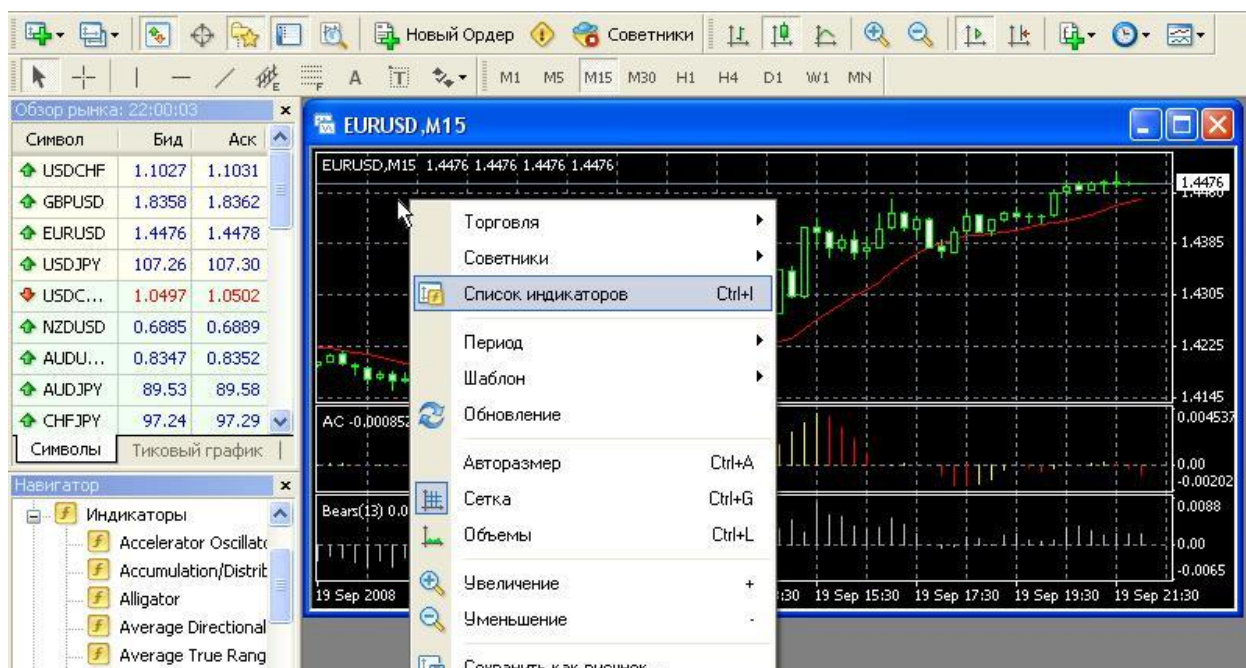 Новый Ордер Советники
E F A T M1 M5 M15 M30 H1 H4 D1 W1 MN
Обзор рынка: 22:00:03
Символ Бид Аск
USDCHF 1.1027 1.1031
GBPUSD 1.8358 1.8362
EURUSD 1.4476 1.4478
USDJPY 107.26 107.30
USDC... 1.0497 1.0502
NZDUSD 0.6885 0.6889
AUDU... 0.8347 0.8352
AUDJPY 89.53 89.58
CHFJPY 97.24 97.29
Символы Тиковый график
Навигатор
Индикаторы
Accelerator Oscillato
Accumulation/Distrib
Alligator
Average Directional
Average True Rang
EURUSD,M15
EURUSD,M15 1.4476 1.4476 1.4476 1.4476
1.4476
1.4385
1.4305
1.4225
1.4145
AC -0.000852
0.004537
0.00
-0.00202
Bears(13) 0.0
0.0088
0.00
-0.0065
19 Sep 2008 :30 19 Sep 15:30 19 Sep 17:30 19 Sep 19:30 19 Sep 21:30
Торговля
Советники
Список индикаторов Ctrl+I
Период
Шаблон
Обновление
Авторазмер Ctrl+A
Сетка Ctrl+G
Объемы Ctrl+L
Увеличение +
Уменьшение -
Сохранить как рисунок...